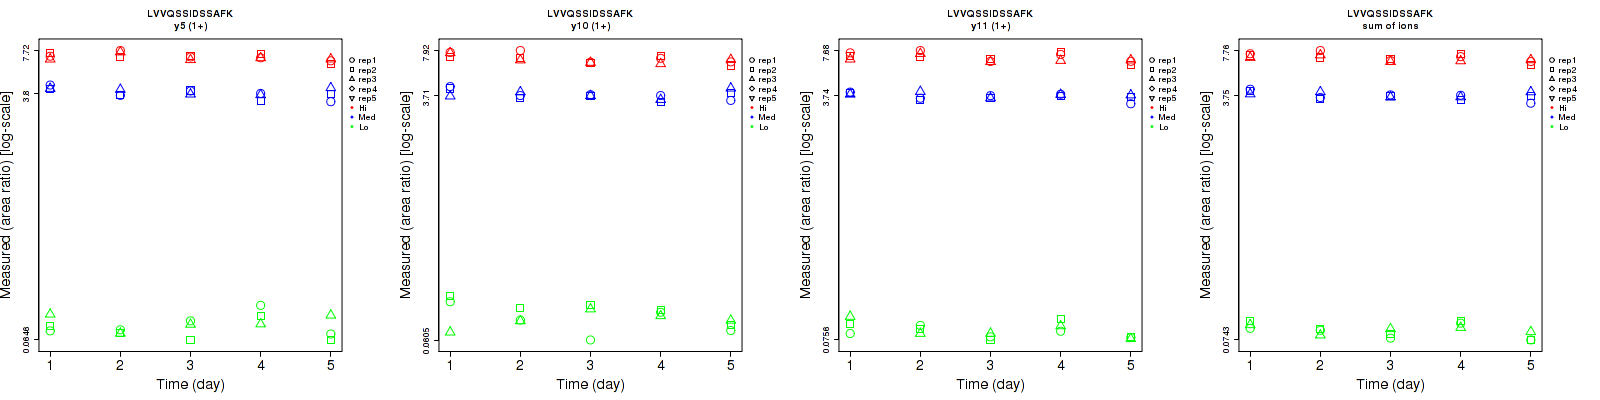 LVVQSSIDSSAFK
y5 (1+)
Measured (area ratio) [log-scale]
7.72
3.8
0.0646
1 2 3 4 5
Time (day)
rep1
rep2
rep3
rep4
rep5
Hi
Med
Lo
LVVQSSIDSSAFK
y10 (1+)
Measured (area ratio) [log-scale]
7.92
3.71
0.0605
1 2 3 4 5
Time (day)
rep1
rep2
rep3
rep4
rep5
Hi
Med
Lo
LVVQSSIDSSAFK
y11 (1+)
Measured (area ratio) [log-scale]
7.68
3.74
0.0756
1 2 3 4 5
Time (day)
rep1
rep2
rep3
rep4
rep5
Hi
Med
Lo
LVVQSSIDSSAFK
sum of ions
Measured (area ratio) [log-scale]
7.76
3.75
0.0743
1 2 3 4 5
Time (day)
rep1
rep2
rep3
rep4
rep5
Hi
Med
Lo